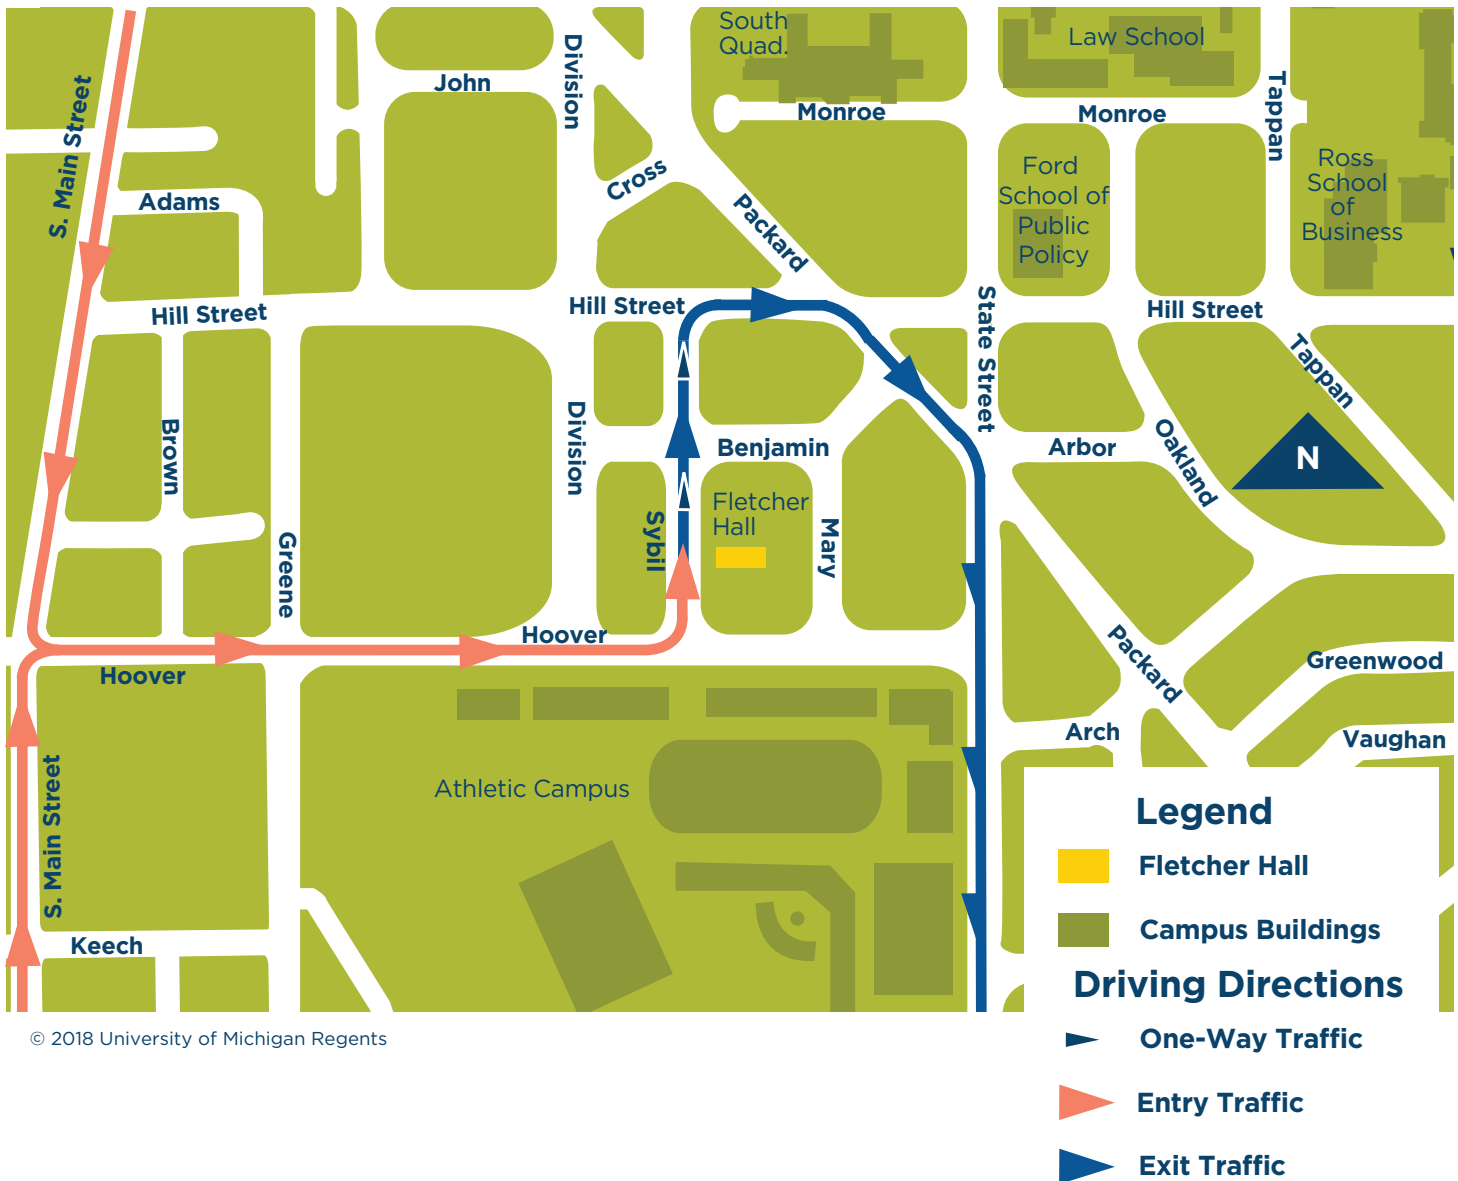 South
Quad.
Law School
John
Division
Monroe
Monroe
Tappan
S. Main Street
Cross
Ford
School of
Public
Policy
Ross
School
of
Business
Adams
Packard
Hill Street
Hill Street
Hill Street
State Street
Tappan
Brown
Division
Benjamin
Arbor
Oakland
N
Fletcher
Hall
Sybil
Mary
Greene
Hoover
Hoover
Packard
Greenwood
Arch
Vaughan
Athletic Campus
S. Main Street
Keech
Legend
Fletcher Hall
Campus Buildings
Driving Directions
One-Way Traffic
Entry Traffic
Exit Traffic
© 2018 University of Michigan Regents